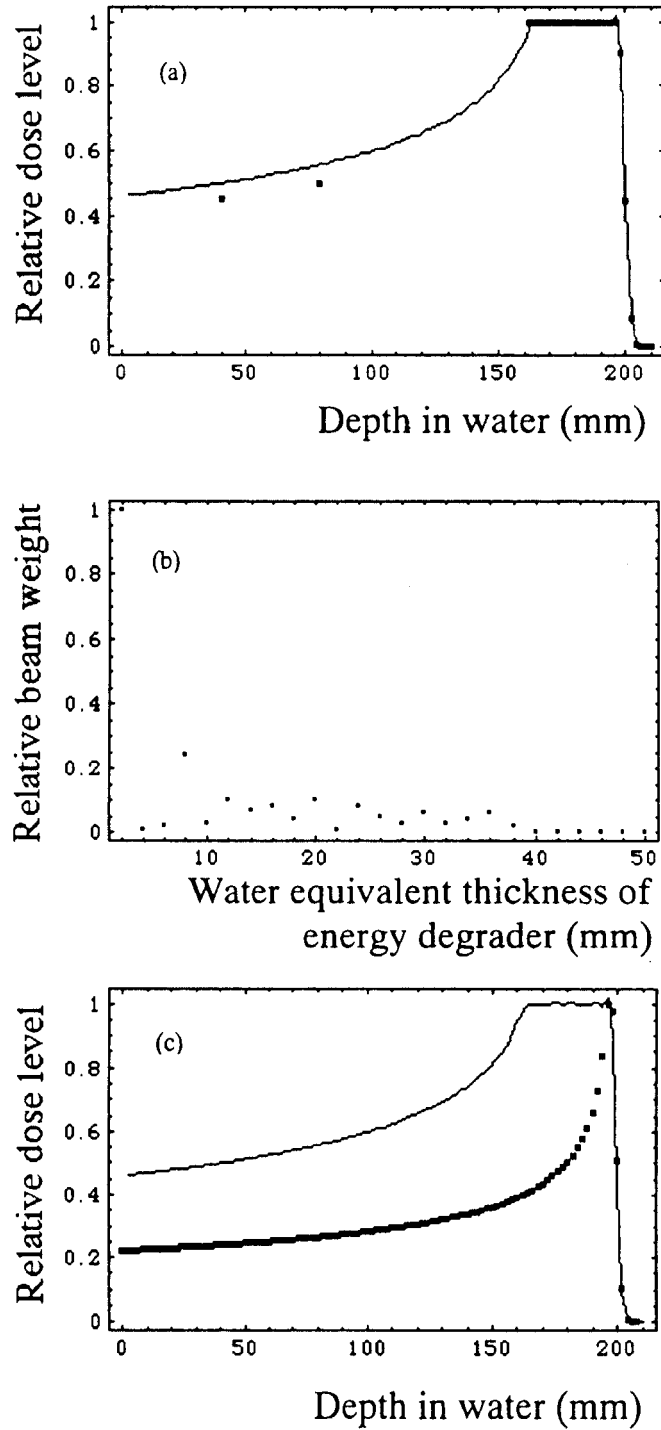 Relative dose level
(a)
1
0.8
0.6
0.4
0.2
0
0 50 100 150 200
Depth in water (mm)
Relative beam weight
(b)
1
0.8
0.6
0.4
0.2
0
10 20 30 40 50
Water equivalent thickness of
energy degrader (mm)
Relative dose level
(c)
1
0.8
0.6
0.4
0.2
0
0 50 100 150 200
Depth in water (mm)